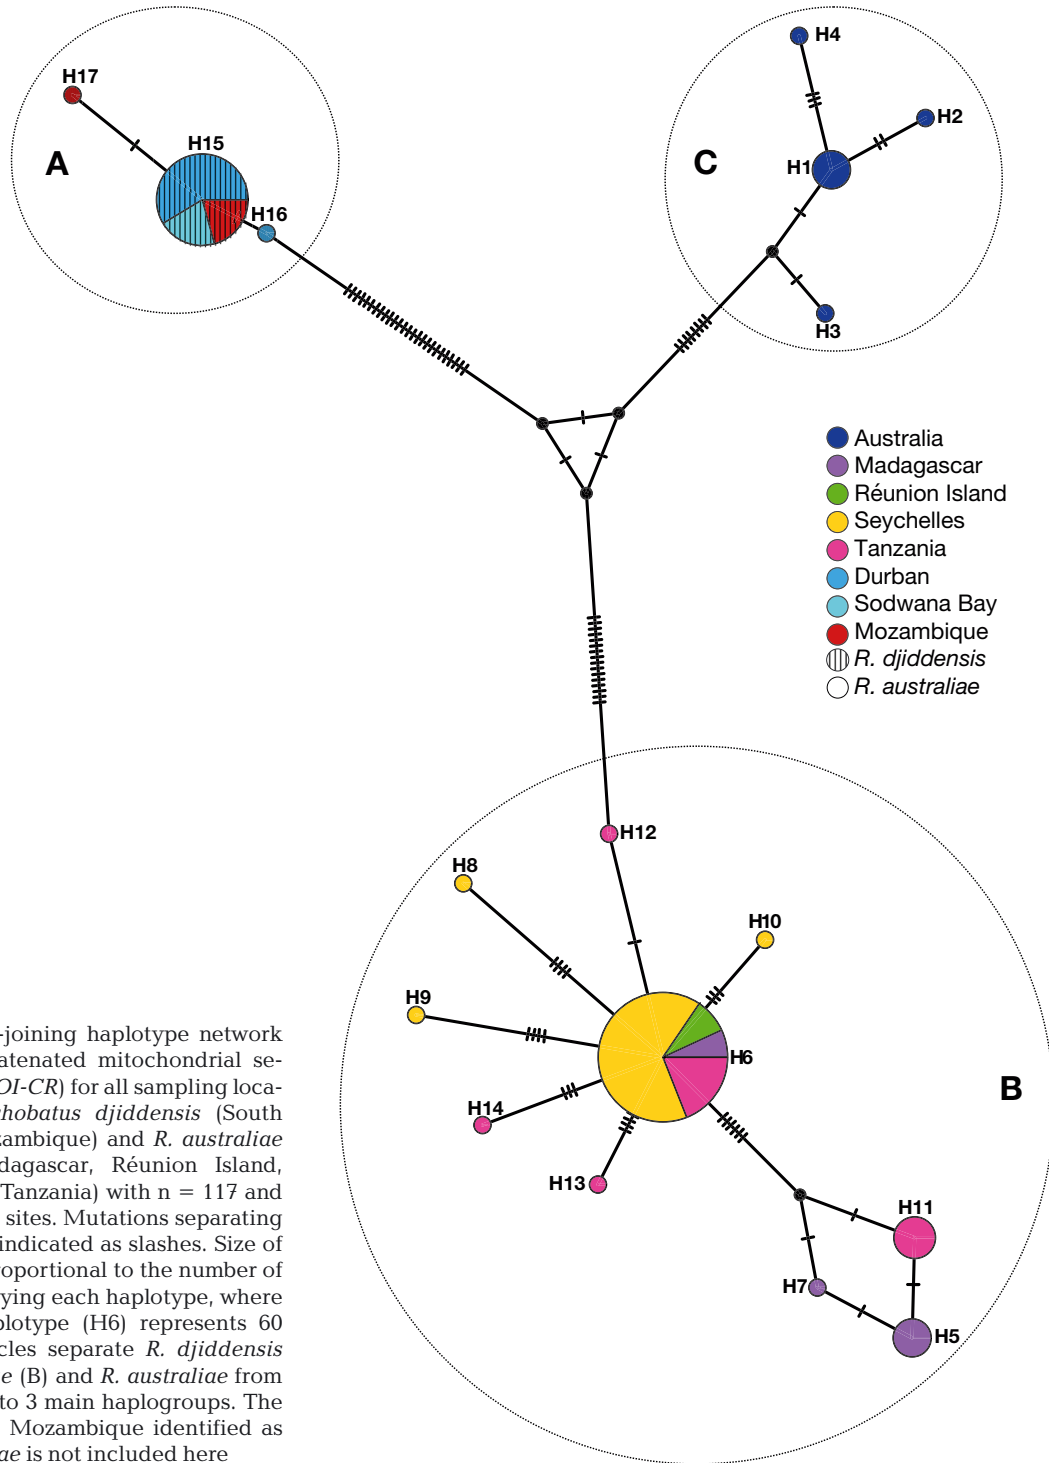 H4
H17
H2
H15
A
C
H1
H16
H3
Australia
Madagascar
Réunion Island
Seychelles
Tanzania
Durban
Sodwana Bay
Mozambique
R. djiddensis
R. australiae
H12
H8
H10
H9
H6
B
H14
H13
H11
H7
H5
-joining haplotype network
atenated mitochondrial se-
OI-CR) for all sampling loca-
hobatus djiddensis (South
zambique) and R. australiae
dagascar, Réunion Island,
Tanzania) with n = 117 and
sites. Mutations separating
indicated as slashes. Size of
roportional to the number of
rying each haplotype, where
plotype (H6) represents 60
cles separate R. djiddensis
e (B) and R. australiae from
to 3 main haplogroups. The
Mozambique identified as
ae is not included here